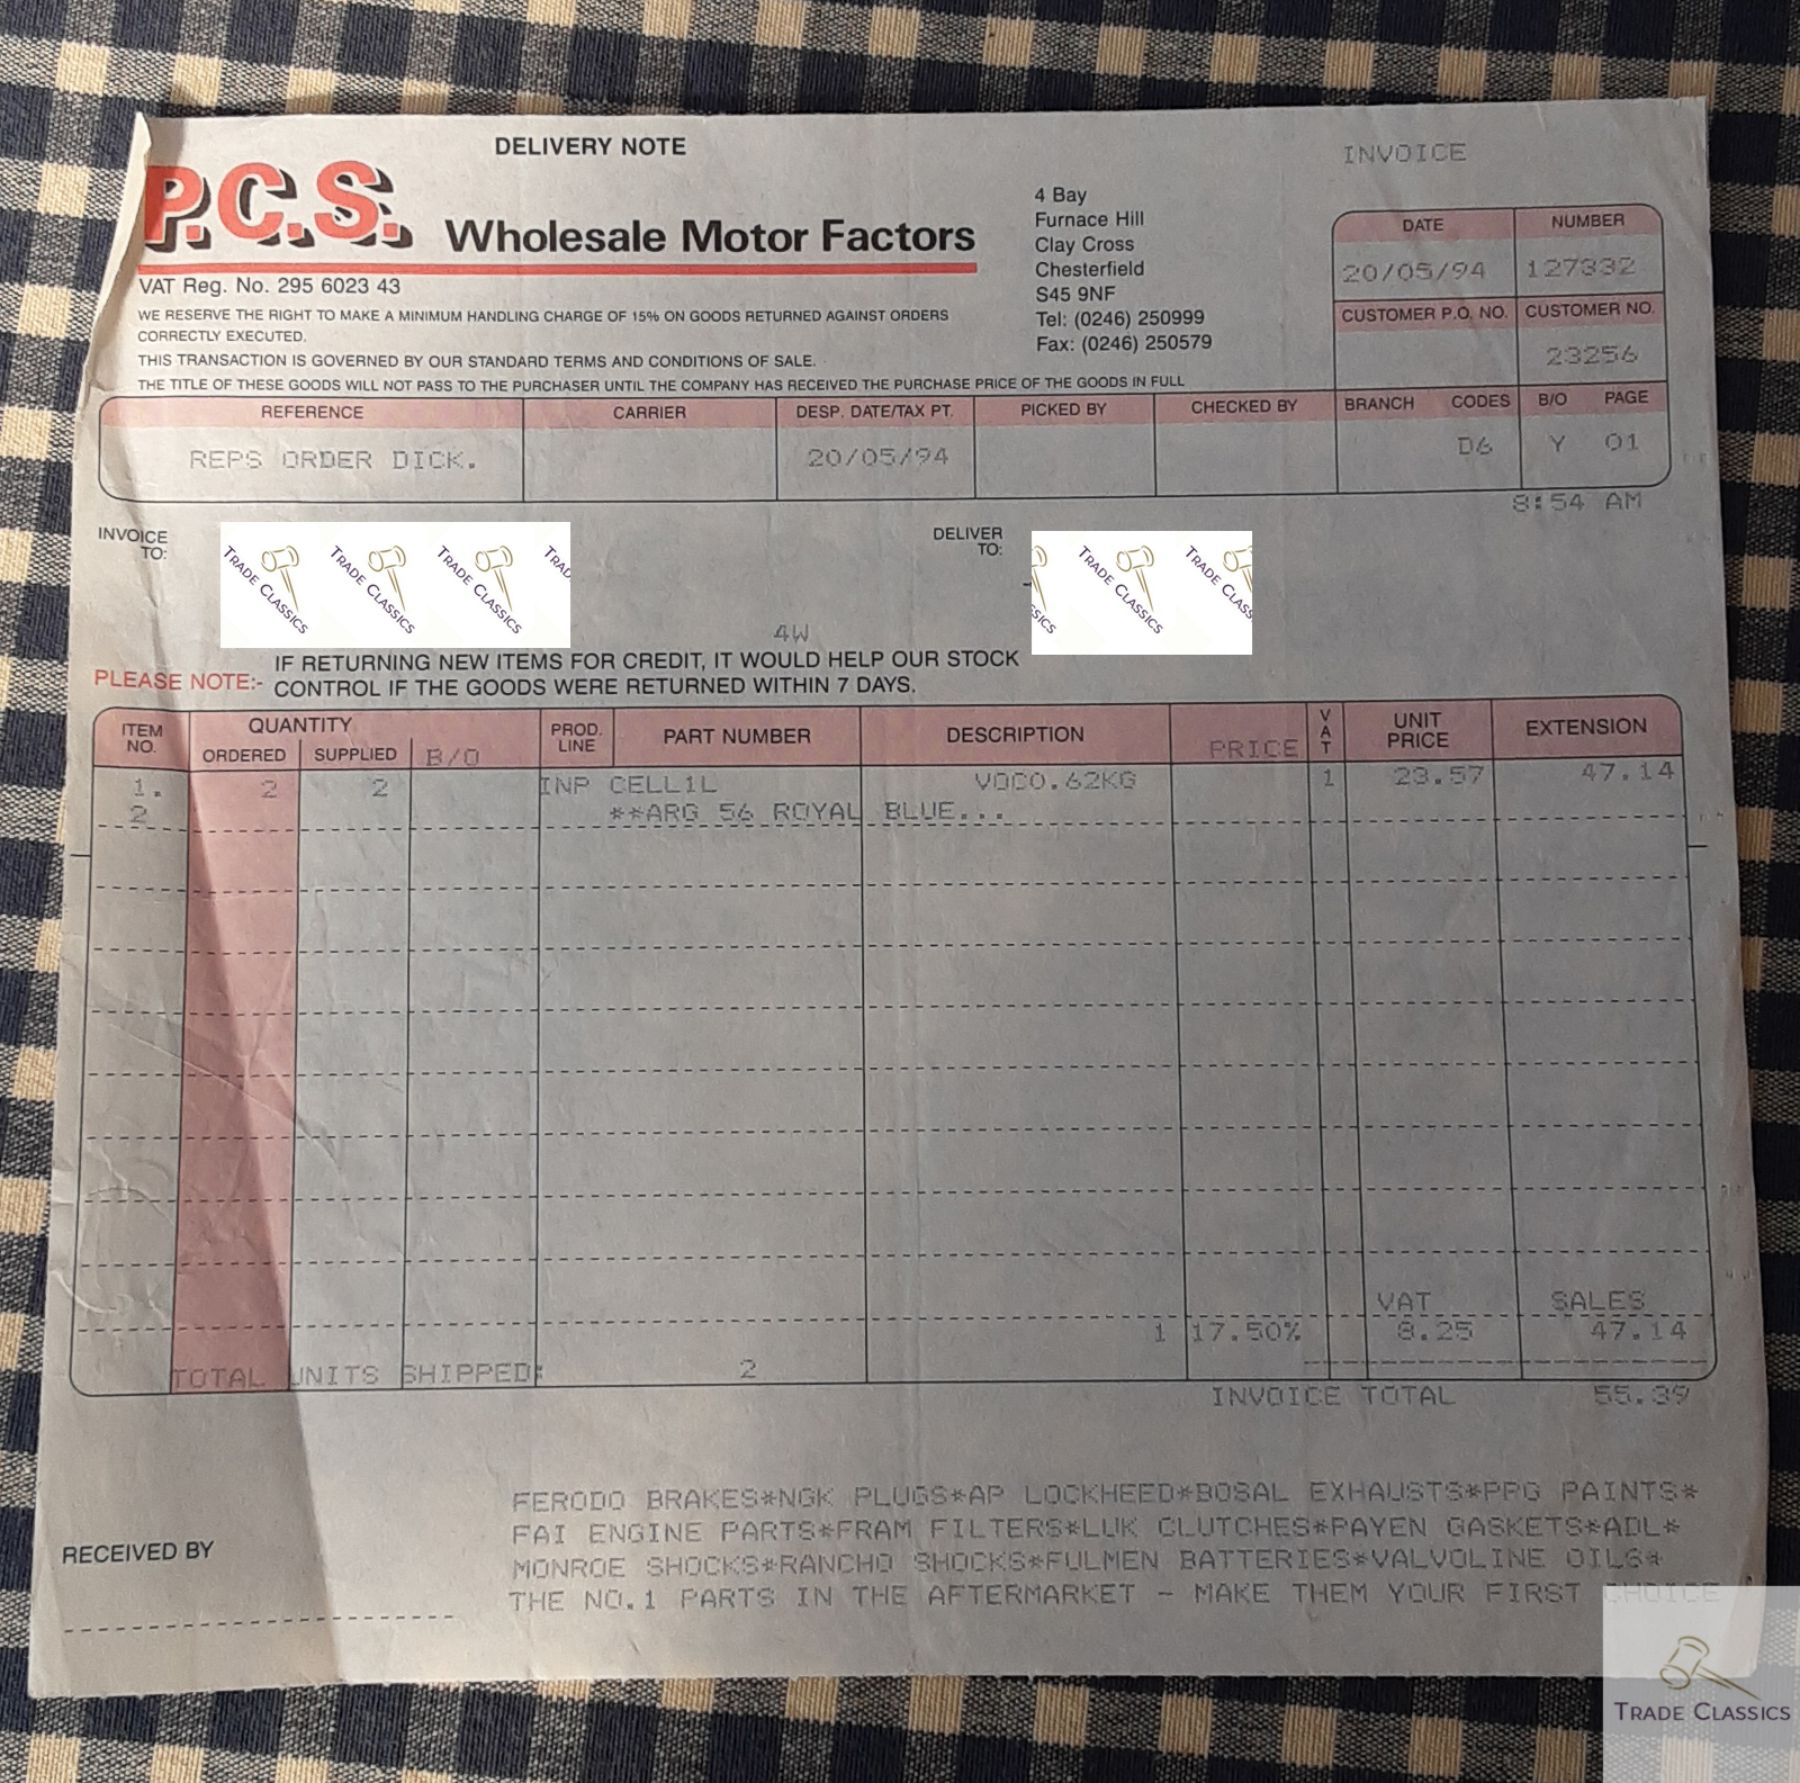 DELIVERY NOTE
INVOICE
P.C.S. Wholesale Motor Factors
4 Bay
Furnace Hill
Clay Cross
Chesterfield
S45 9NF
Tel: (0246) 250999
Fax: (0246) 250579
VAT Reg. No. 295 6023 43
WE RESERVE THE RIGHT TO MAKE A MINIMUM HANDLING CHARGE OF 15% ON GOODS RETURNED AGAINST ORDERS
CORRECTLY EXECUTED.
THIS TRANSACTION IS GOVERNED BY OUR STANDARD TERMS AND CONDITIONS OF SALE.
THE TITLE OF THESE GOODS WILL NOT PASS TO THE PURCHASER UNTIL THE COMPANY HAS RECEIVED THE PURCHASE PRICE OF THE GOODS IN FULL
DATE NUMBER
20/05/94 127332
CUSTOMER P.O. NO. CUSTOMER NO.
23256
REFERENCE CARRIER DESP. DATE/TAX PT. PICKED BY CHECKED BY BRANCH CODES B/O PAGE
REPS ORDER DICK. 20/05/94 D6 Y 01
8:54 AM
INVOICE
TO:
TRADE CLASSICS TRADE CLASSICS TRADE CLASSICS TRAD
DELIVER
TO:
SSICS TRADE CLASSICS TRADE CLASS
4W
PLEASE NOTE:- IF RETURNING NEW ITEMS FOR CREDIT, IT WOULD HELP OUR STOCK
CONTROL IF THE GOODS WERE RETURNED WITHIN 7 DAYS.
ITEM NO. QUANTITY ORDERED SUPPLIED B/O PROD. LINE PART NUMBER DESCRIPTION PRICE VAT UNIT PRICE EXTENSION
1. 2 2 INP CELL1L VOC0.62KG 1 23.57 47.14
2 **ARG 56 ROYAL BLUE...
VAT SALES
1 17.50% 8.25 47.14
TOTAL UNITS SHIPPED: 2
INVOICE TOTAL 55.39
FERODO BRAKES*NGK PLUGS*AP LOCKHEED*BOSAL EXHAUSTS*PPG PAINTS*
FAI ENGINE PARTS*FRAM FILTERS*LUK CLUTCHES*PAYEN GASKETS*ADL*
MONROE SHOCKS*RANCHO SHOCKS*FULMEN BATTERIES*VALVOLINE OILS*
THE NO.1 PARTS IN THE AFTERMARKET - MAKE THEM YOUR FIRST CHOICE
RECEIVED BY
TRADE CLASSICS